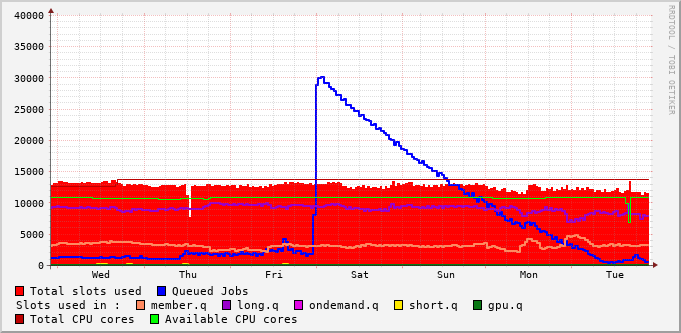 40000
35000
30000
25000
20000
15000
10000
5000
0
Wed Thu Fri Sat Sun Mon Tue
RRDTOOL / TOBI OETIKER
Total slots used Queued Jobs
Slots used in : member.q long.q ondemand.q short.q gpu.q
Total CPU cores Available CPU cores